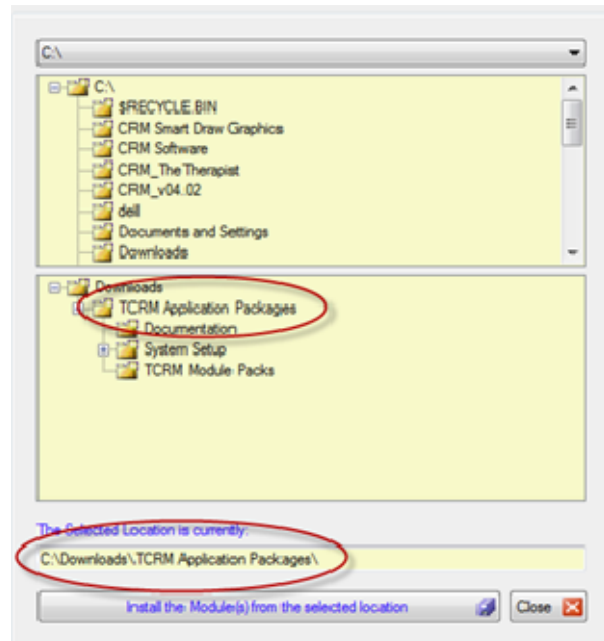 C:\
C:\
$RECYCLE.BIN
CRM Smart Draw Graphics
CRM Software
CRM_The Therapist
CRM_v04.02
dell
Documents and Settings
Downloads
Downloads
TCRM Application Packages
Documentation
System Setup
TCRM Module Packs
The Selected Location is currently:
C:\Downloads\TCRM Application Packages\
Install the Module(s) from the selected location
Close